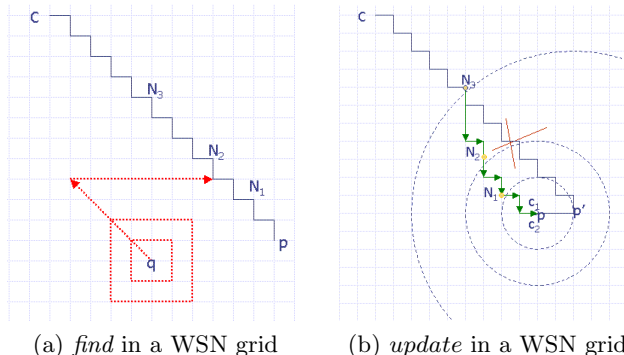 C
N₃
N₂
N₁
p
q
C
N₃
N₂
N₁
c₁
p
p'
c₂
(a) find in a WSN grid
(b) update in a WSN grid